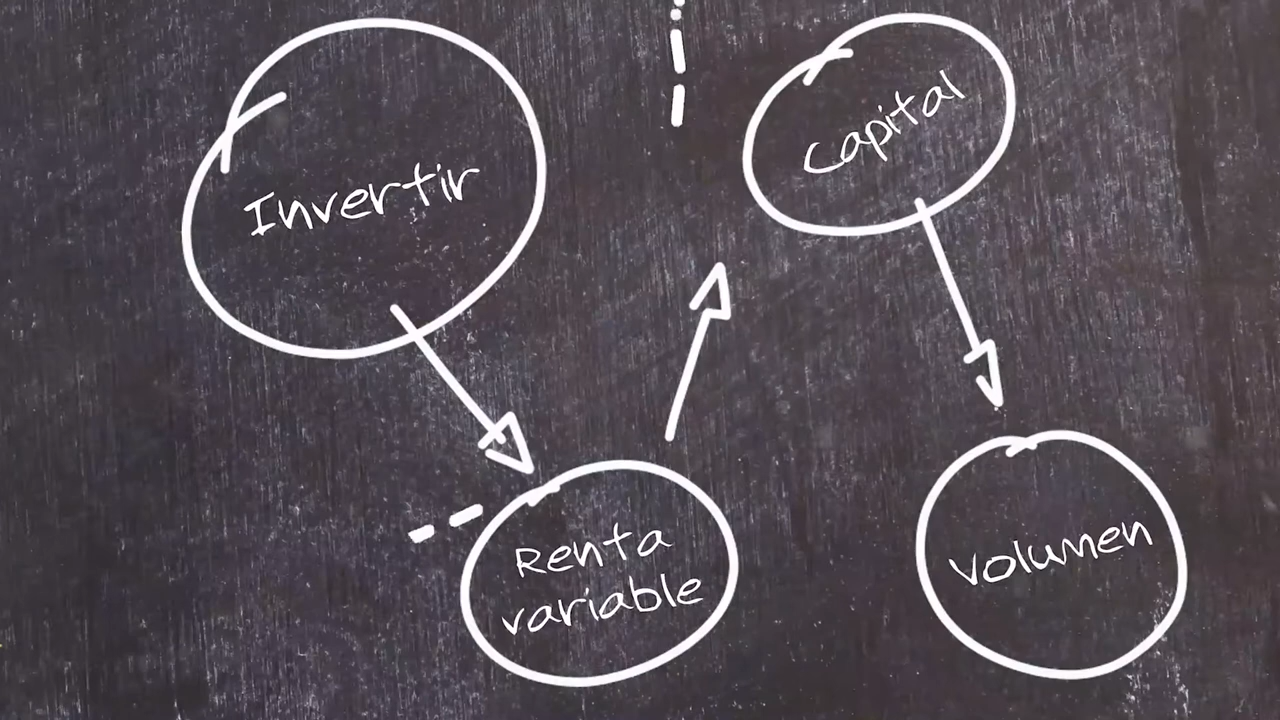 Invertir
Capital
Renta
variable
Volumen